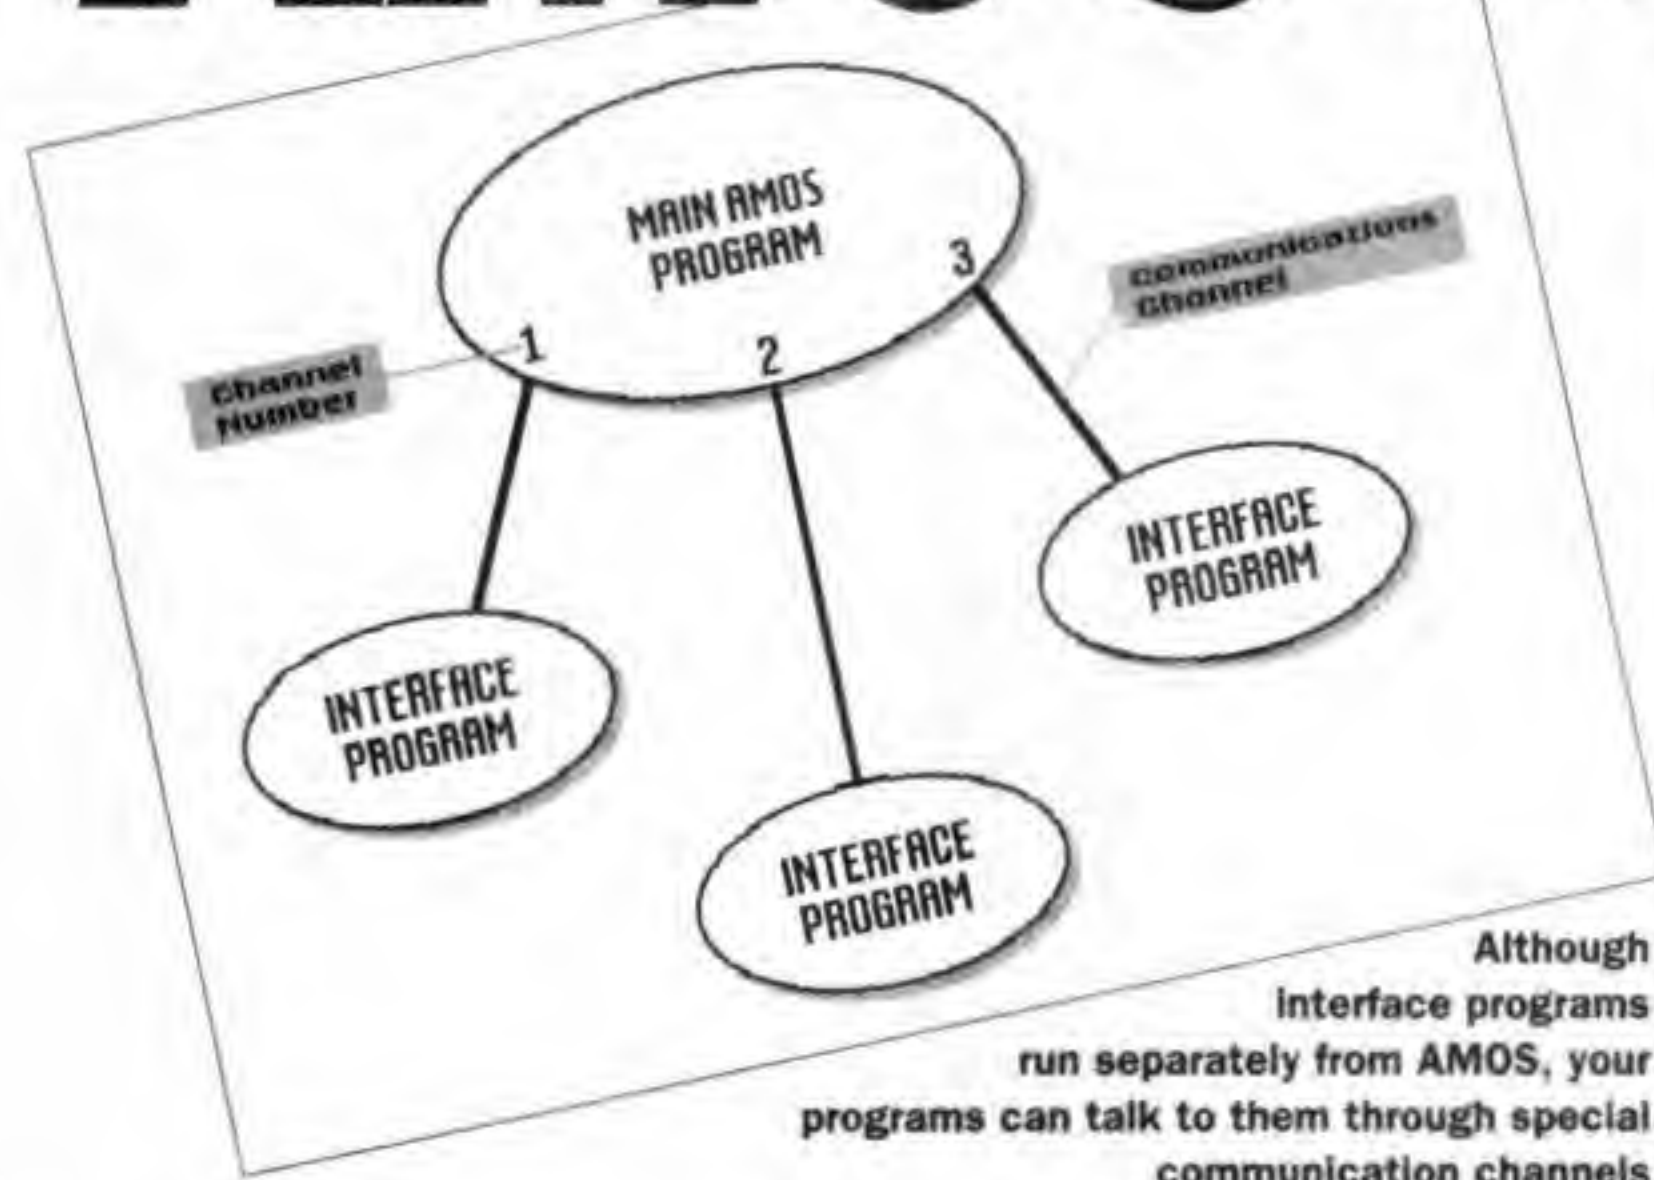 MAIN AMOS
PROGRAM
3
Communications
Channel
1
2
Channel
Number
INTERFACE
PROGRAM
INTERFACE
PROGRAM
INTERFACE
PROGRAM
Although
interface programs
run separately from AMOS, your
programs can talk to them through special
communication channels